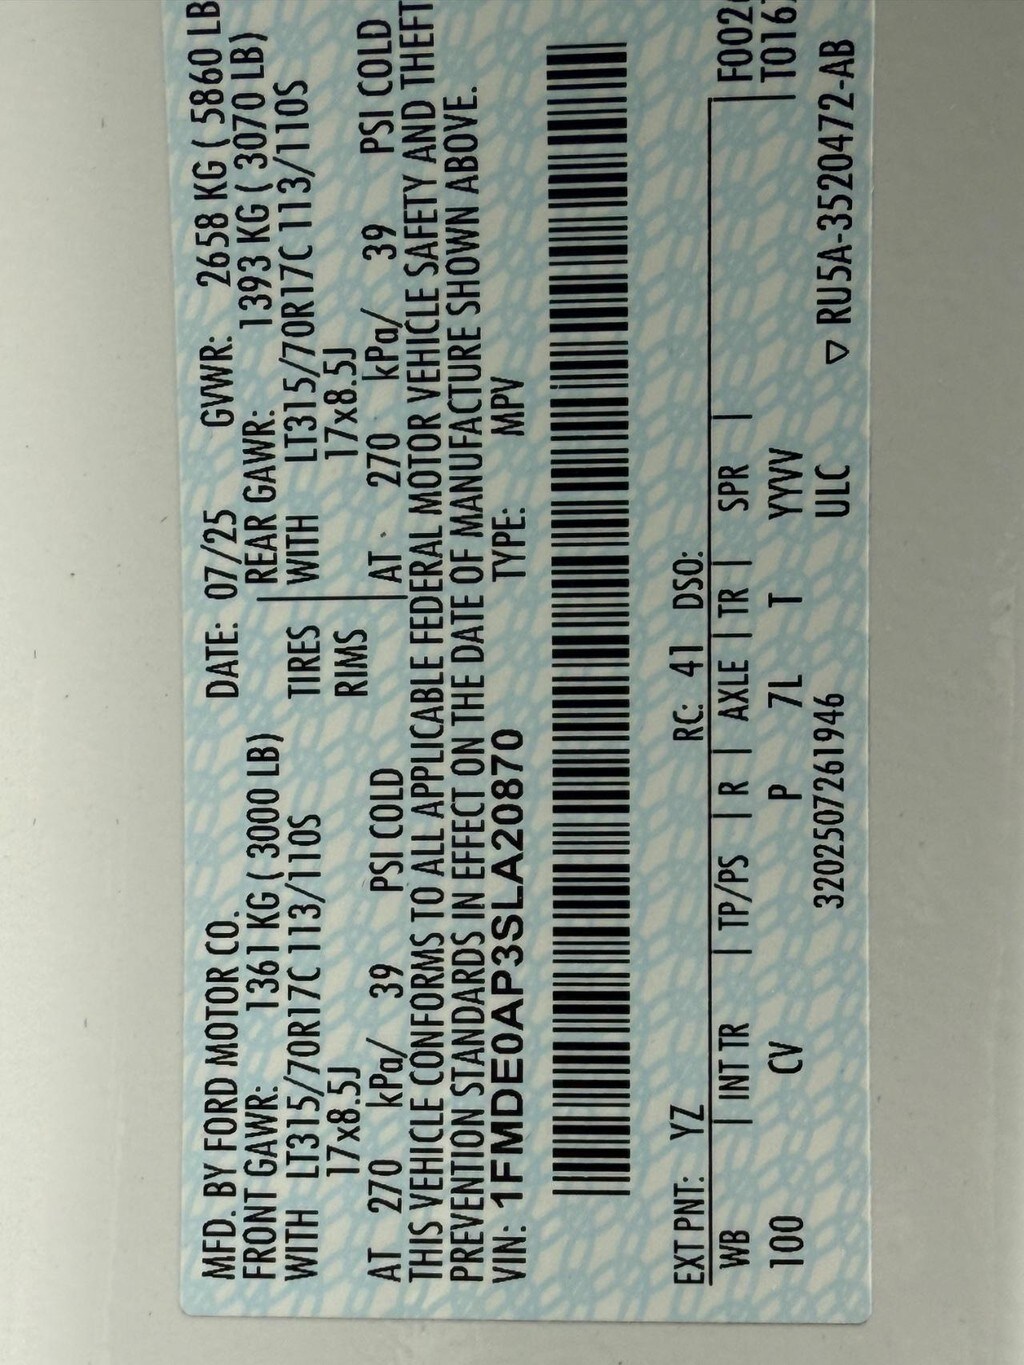 MFD. BY FORD MOTOR CO. DATE: 07/25 GVWR: 2658 KG ( 5860 LB
FRONT GAWR: 1361 KG ( 3000 LB) REAR GAWR: 1393 KG ( 3070 LB)
WITH LT315/70R17C 113/110S TIRES WITH LT315/70R17C 113/110S
17x8.5J RIMS 17x8.5J
AT 270 kPa/ 39 PSI COLD AT 270 kPa/ 39 PSI COLD
THIS VEHICLE CONFORMS TO ALL APPLICABLE FEDERAL MOTOR VEHICLE SAFETY AND THEFT
PREVENTION STANDARDS IN EFFECT ON THE DATE OF MANUFACTURE SHOWN ABOVE.
VIN: 1FMDE0AP3SLA20870 TYPE: MPV
EXT PNT: YZ RC: 41 DSO:
WB | INT TR | TP/PS | R | AXLE | TR | SPR | F002
100 CV P 7L T YYVV T016
3202507261946 ULC ▽ RU5A-3520472-AB